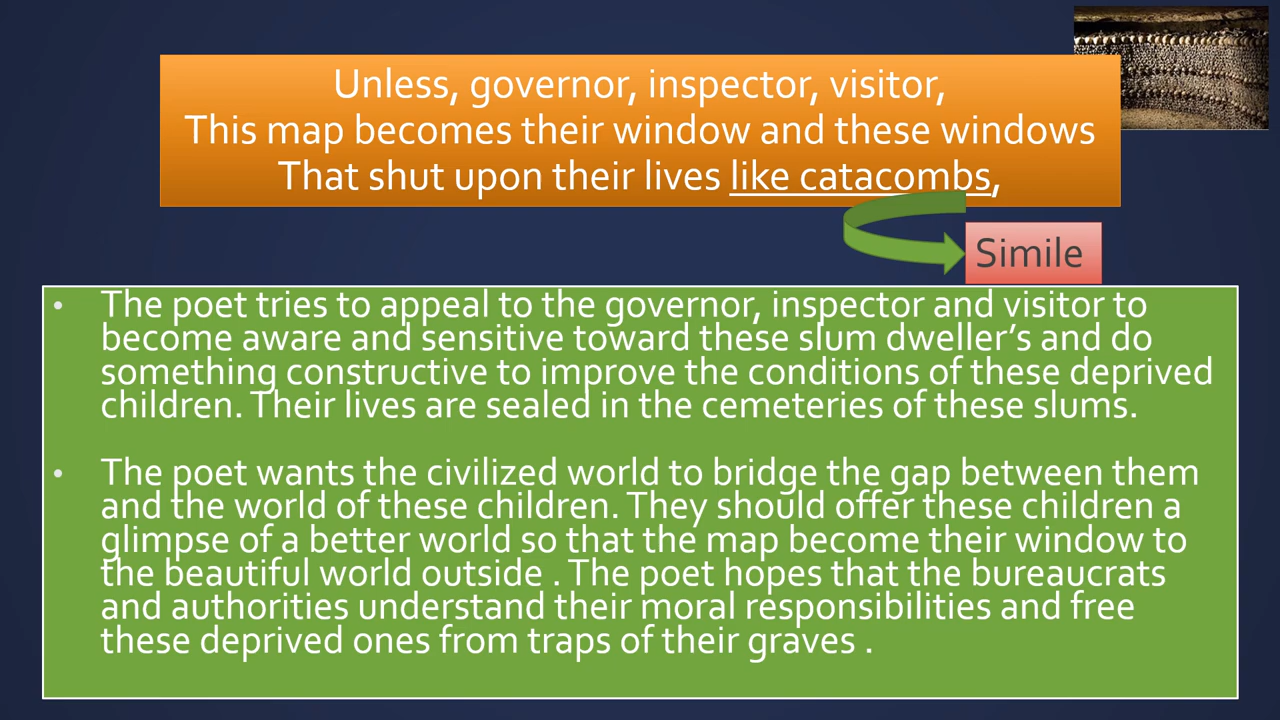 Unless, governor, inspector, visitor,
This map becomes their window and these windows
That shut upon their lives like catacombs,
Simile
• The poet tries to appeal to the governor, inspector and visitor to
become aware and sensitive toward these slum dweller’s and do
something constructive to improve the conditions of these deprived
children. Their lives are sealed in the cemeteries of these slums.
• The poet wants the civilized world to bridge the gap between them
and the world of these children. They should offer these children a
glimpse of a better world so that the map become their window to
the beautiful world outside . The poet hopes that the bureaucrats
and authorities understand their moral responsibilities and free
these deprived ones from traps of their graves .